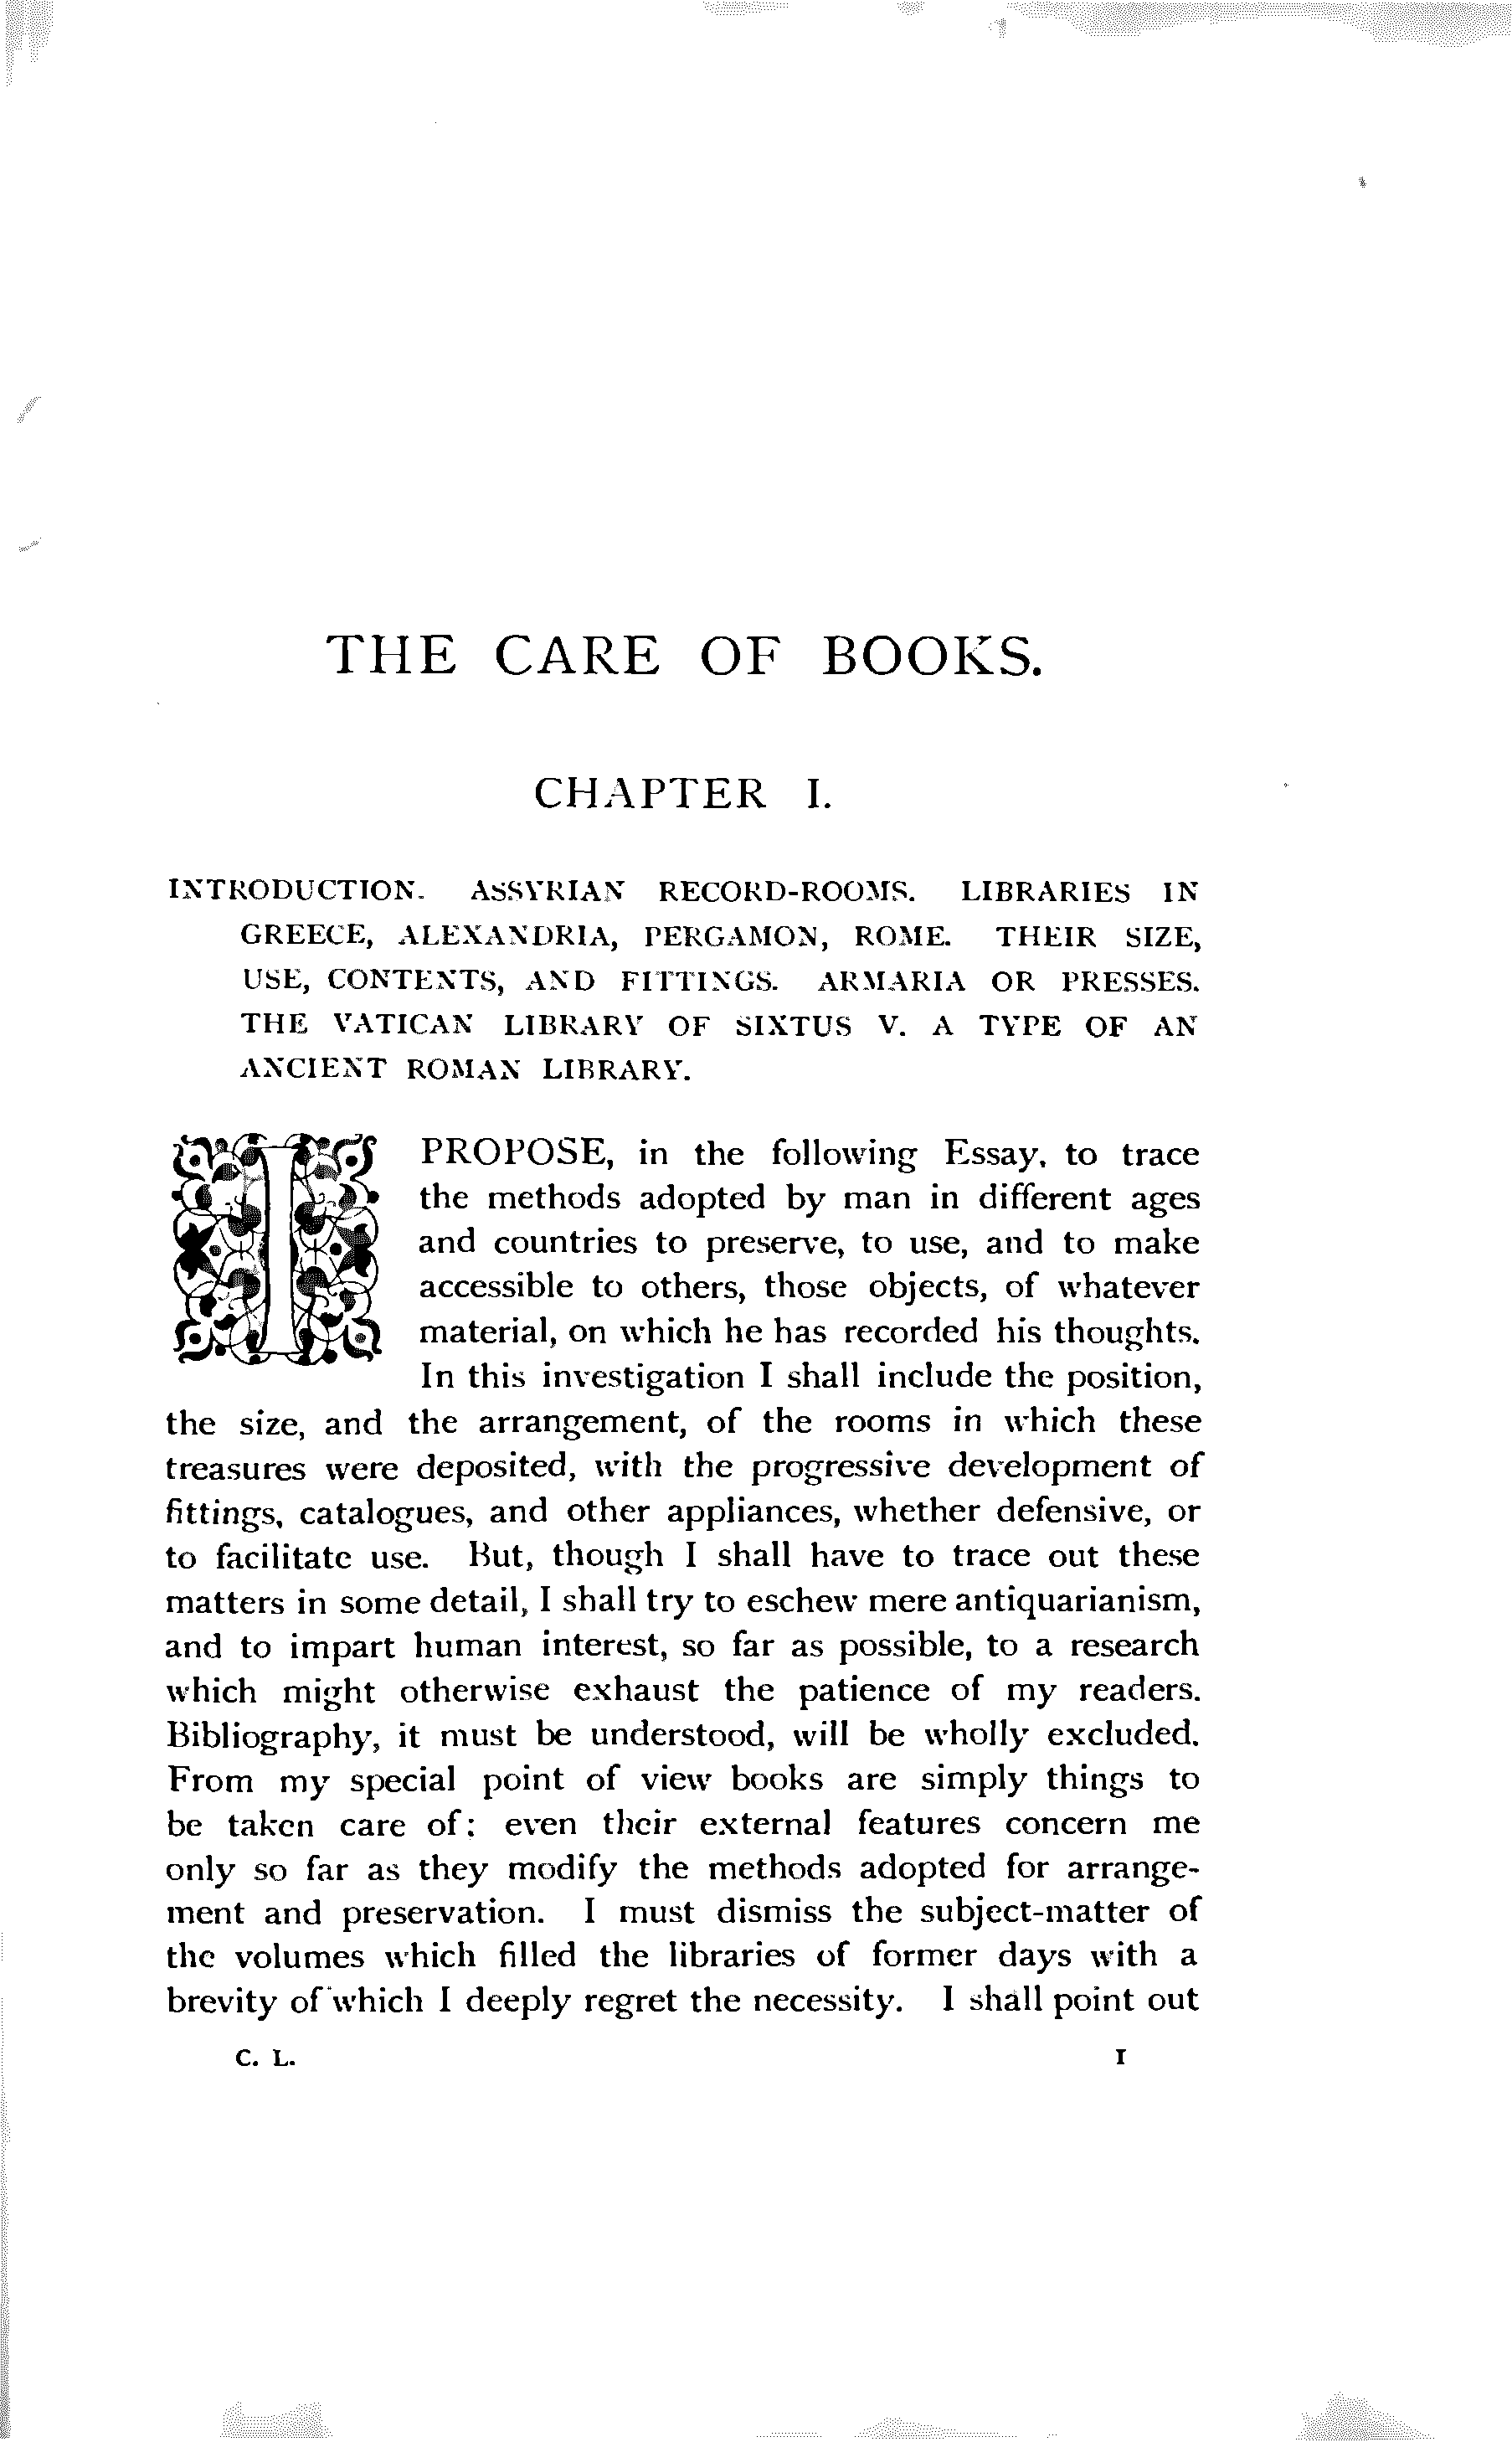 THE CARE OF BOOKS.
CHAPTER I.
INTRODUCTION. ASSYRIAN RECORD-ROOMS. LIBRARIES IN
GREECE, ALEXANDRIA, PERGAMON, ROME. THEIR SIZE,
USE, CONTENTS, AND FITTINGS. ARMARIA OR PRESSES.
THE VATICAN LIBRARY OF SIXTUS V. A TYPE OF AN
ANCIENT ROMAN LIBRARY.
I PROPOSE, in the following Essay, to trace
the methods adopted by man in different ages
and countries to preserve, to use, and to make
accessible to others, those objects, of whatever
material, on which he has recorded his thoughts.
In this investigation I shall include the position,
the size, and the arrangement, of the rooms in which these
treasures were deposited, with the progressive development of
fittings, catalogues, and other appliances, whether defensive, or
to facilitate use. But, though I shall have to trace out these
matters in some detail, I shall try to eschew mere antiquarianism,
and to impart human interest, so far as possible, to a research
which might otherwise exhaust the patience of my readers.
Bibliography, it must be understood, will be wholly excluded.
From my special point of view books are simply things to
be taken care of; even their external features concern me
only so far as they modify the methods adopted for arrange-
ment and preservation. I must dismiss the subject-matter of
the volumes which filled the libraries of former days with a
brevity of which I deeply regret the necessity. I shall point out
C. L. 1